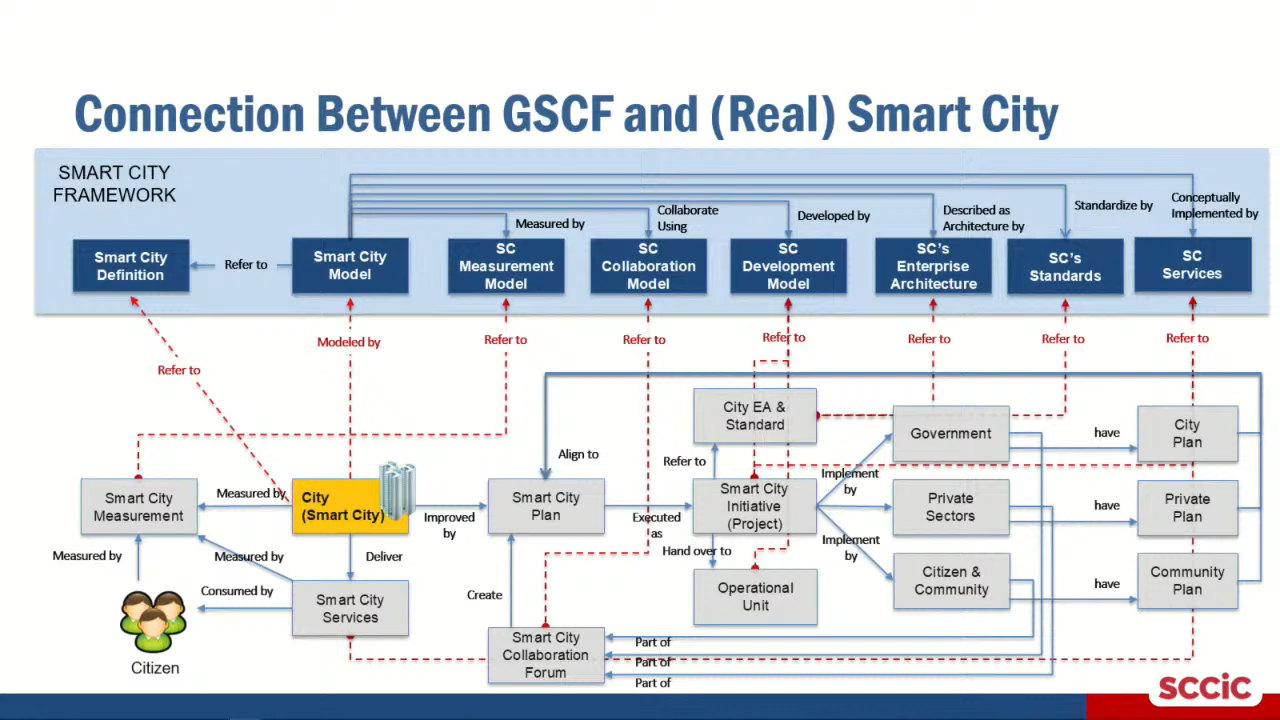 Connection Between GSCF and (Real) Smart City
SMART CITY
FRAMEWORK
Measured by
Collaborate
Using
Developed by
Described as
Architecture by
Standardize by
Conceptually
Implemented by
Smart City
Definition
Refer to
Smart City
Model
SC
Measurement
Model
SC
Collaboration
Model
SC
Development
Model
SC's
Enterprise
Architecture
SC's
Standards
SC
Services
Refer to
Modeled by
Refer to
Refer to
Refer to
Refer to
Refer to
Refer to
City EA &
Standard
Government
have
City
Plan
Align to
Refer to
Implement
by
Smart City
Measurement
Measured by
City
(Smart City)
Improved
by
Smart City
Plan
Executed
as
Smart City
Initiative
(Project)
Private
Sectors
have
Private
Plan
Measured by
Measured by
Deliver
Hand over to
Implement
by
Consumed by
Smart City
Services
Create
Operational
Unit
Citizen &
Community
have
Community
Plan
Citizen
Smart City
Collaboration
Forum
Part of
Part of
Part of
sccic